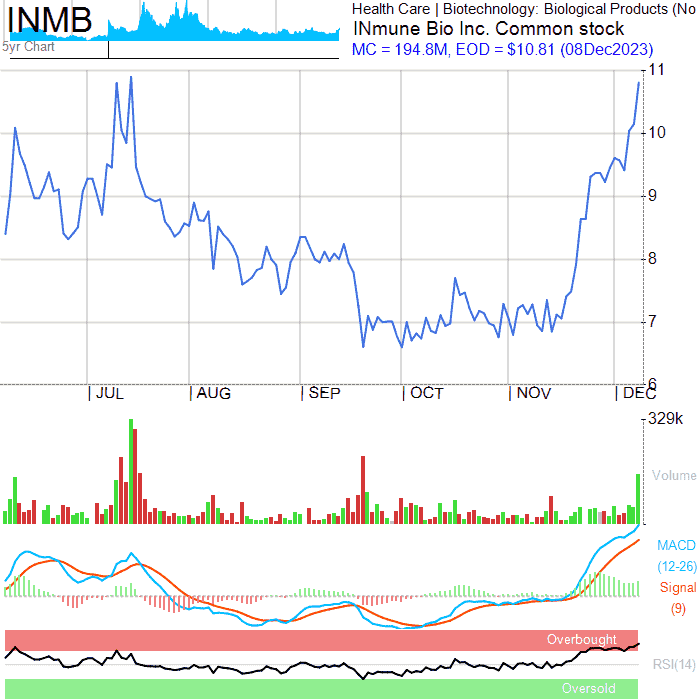 INMB
5yr Chart
Health Care | Biotechnology: Biological Products (No
INmune Bio Inc. Common stock
MC = 194.8M, EOD = $10.81 (08Dec2023)
11
10
9
8
7
6
JUL AUG SEP OCT NOV DEC
329k
Volume
MACD
(12-26)
Signal
(9)
Overbought
RSI(14)
Oversold